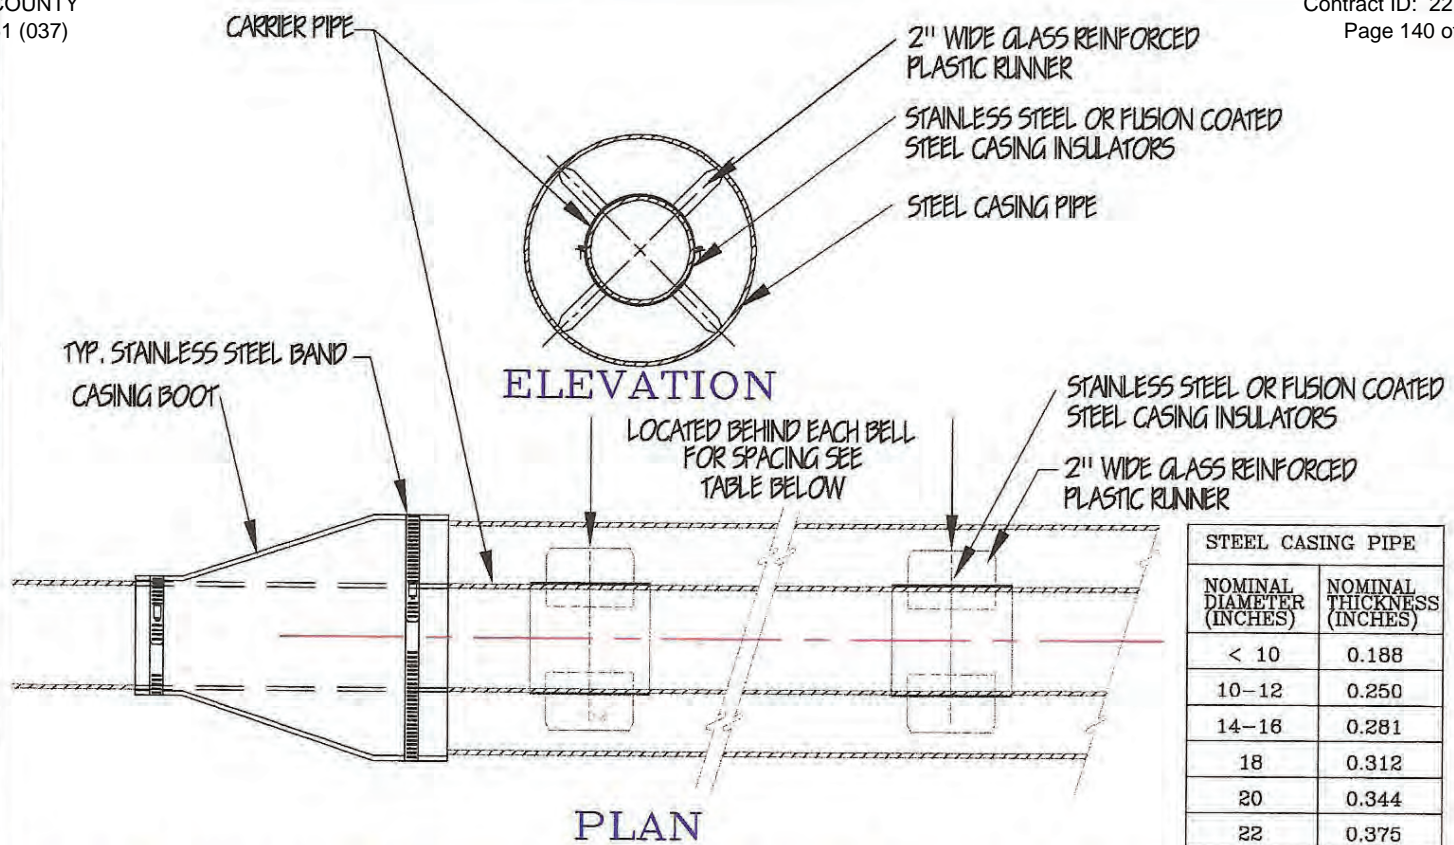 COUNTY
1 (037)
Contract ID: 22
Page 140 of
CARRIER PIPE
2" WIDE GLASS REINFORCED
PLASTIC RUNNER
STAINLESS STEEL OR FUSION COATED
STEEL CASING INSULATORS
STEEL CASING PIPE
TYP. STAINLESS STEEL BAND
CASINIG BOOT
ELEVATION
LOCATED BEHIND EACH BELL
FOR SPACING SEE
TABLE BELOW
STAINLESS STEEL OR FUSION COATED
STEEL CASING INSULATORS
2" WIDE GLASS REINFORCED
PLASTIC RUNNER
PLAN
STEEL CASING PIPE
NOMINAL DIAMETER (INCHES) NOMINAL THICKNESS (INCHES)
< 10 0.188
10-12 0.250
14-16 0.281
18 0.312
20 0.344
22 0.375